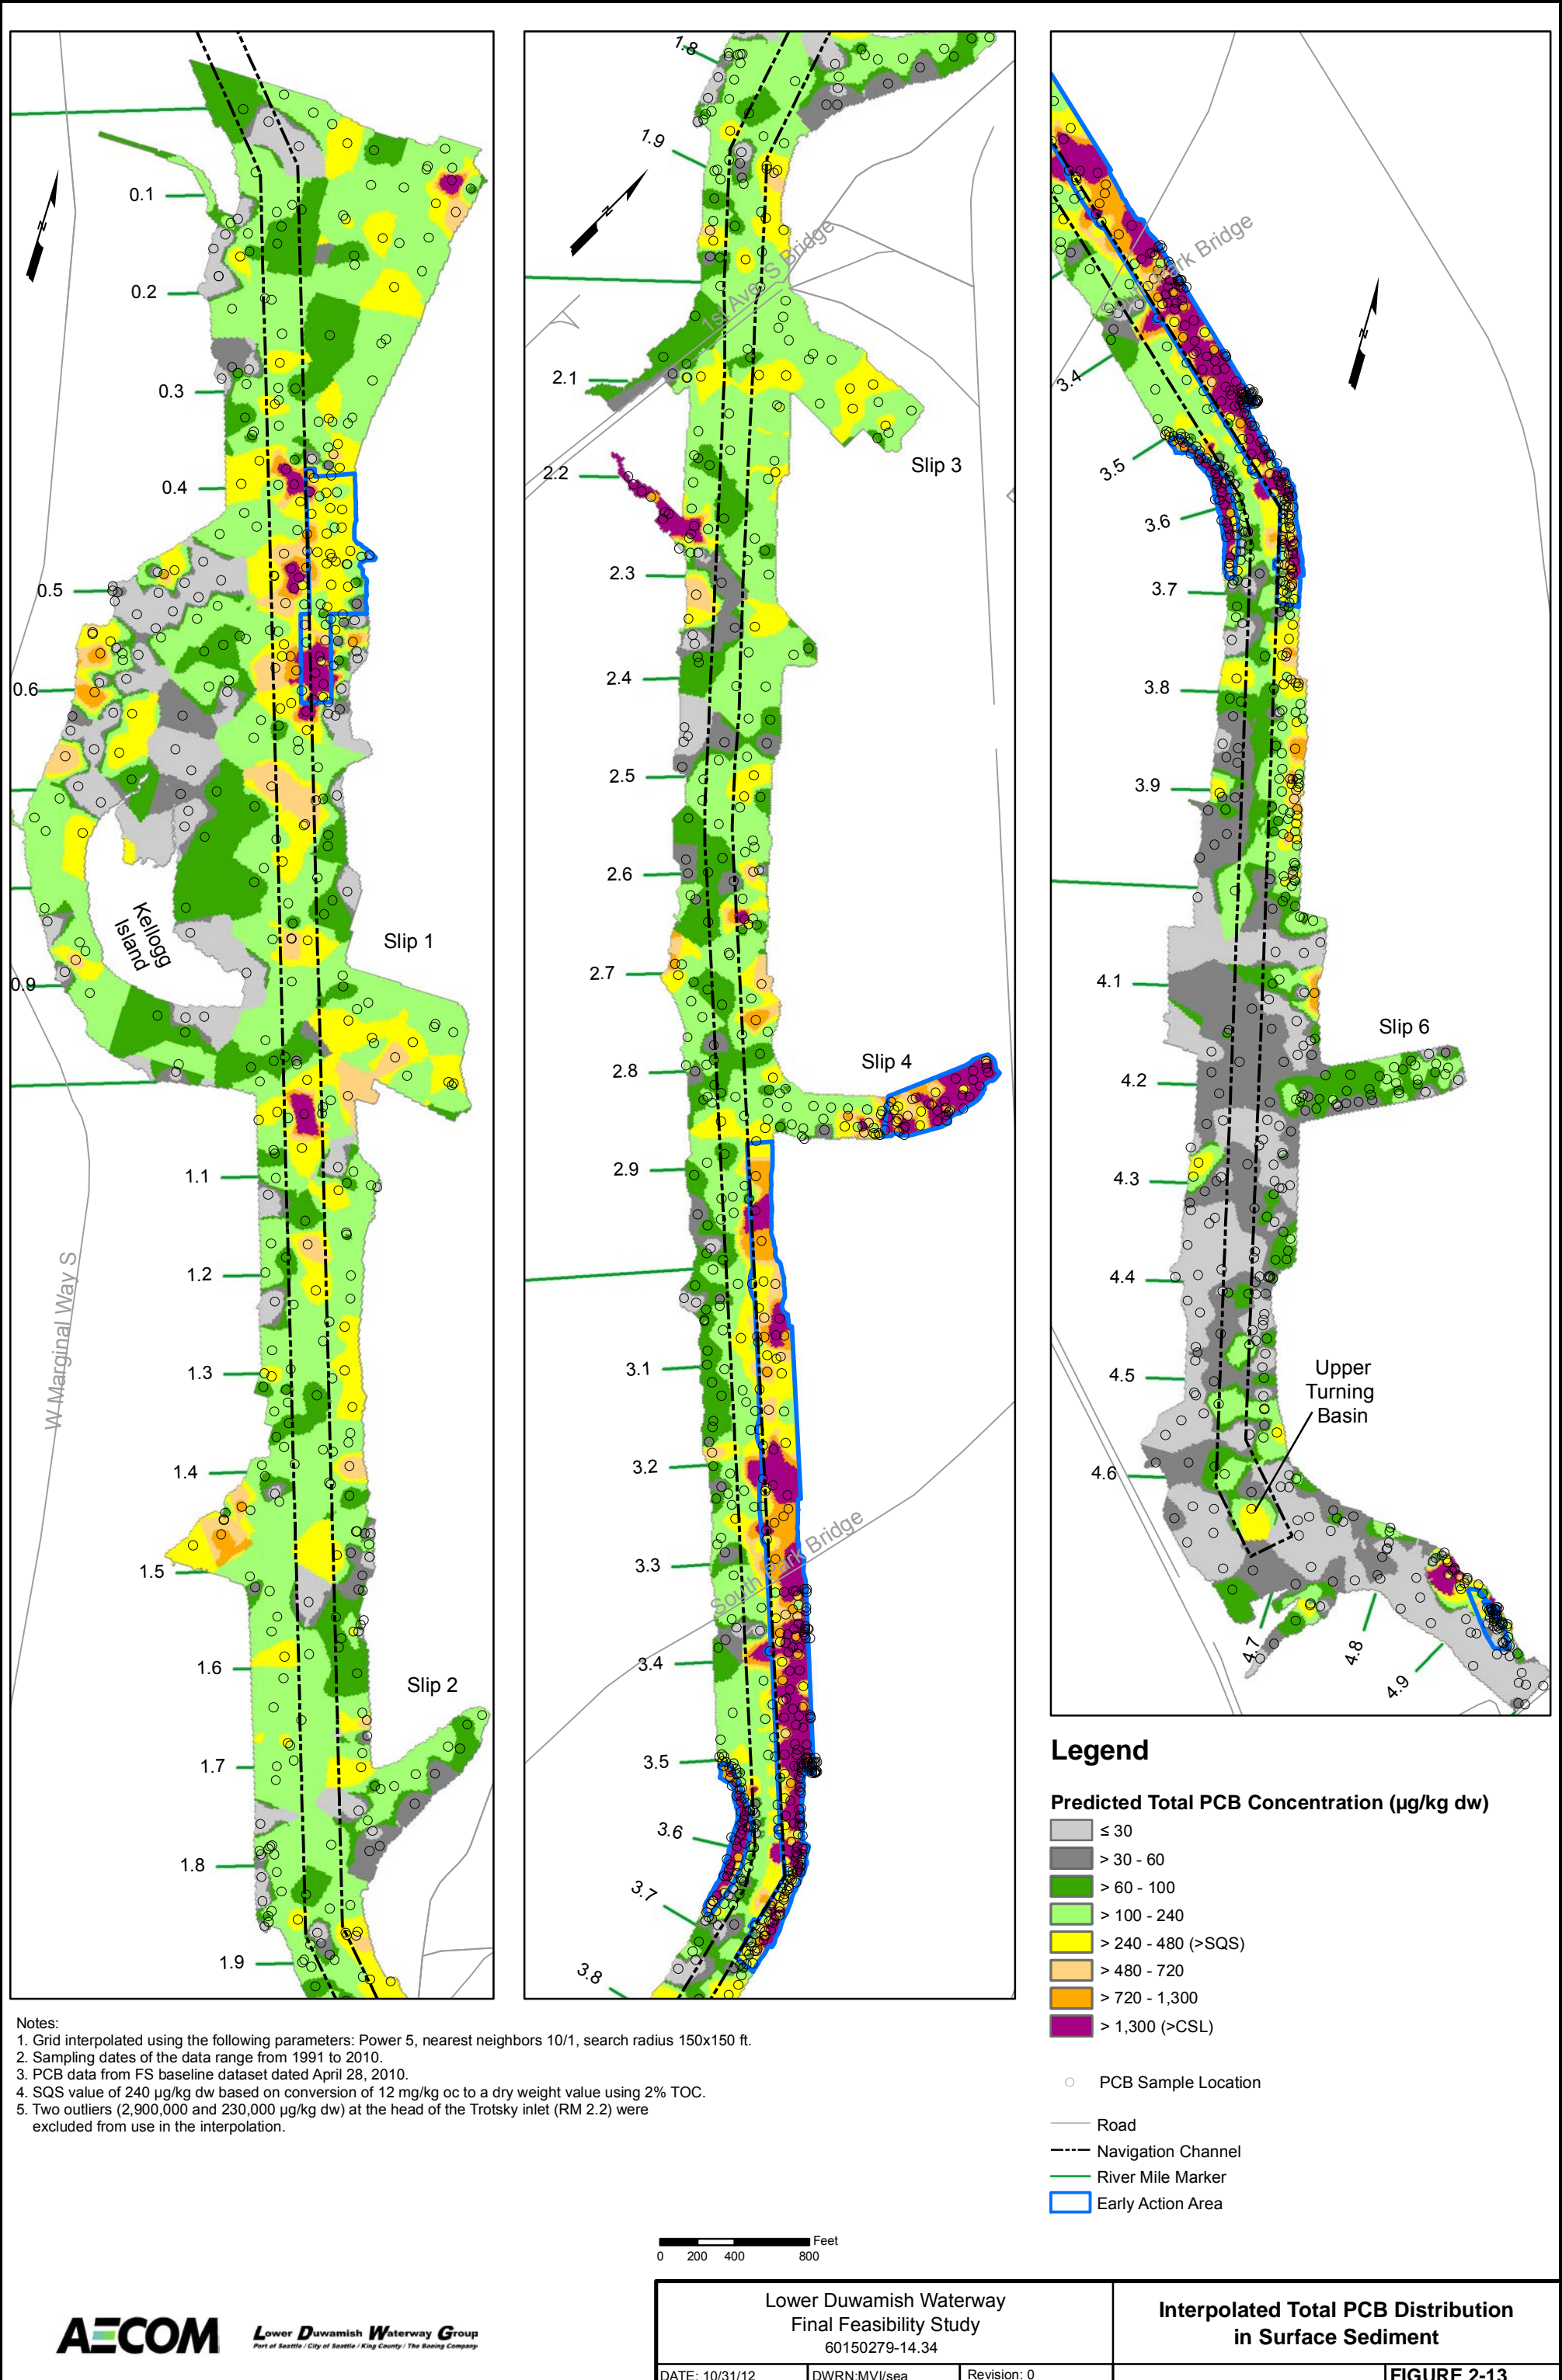 0.1
0.2
0.3
0.4
0.5
0.6
Kellogg
Island
Slip 1
0.9
1.1
1.2
1.3
1.4
1.5
1.6
Slip 2
1.7
1.8
1.9
W Marginal Way S
N
1.8
1.9
N
1st Ave S Bridge
2.1
Slip 3
2.2
2.3
2.4
2.5
2.6
2.7
2.8
Slip 4
2.9
3.1
3.2
3.3
South Park Bridge
3.4
3.5
3.6
3.7
3.8
Park Bridge
N
3.4
3.5
3.6
3.7
3.8
3.9
4.1
Slip 6
4.2
4.3
4.4
4.5
Upper
Turning
Basin
4.6
4.7
4.8
4.9
Legend
Predicted Total PCB Concentration (µg/kg dw)
≤ 30
> 30 - 60
> 60 - 100
> 100 - 240
> 240 - 480 (>SQS)
> 480 - 720
> 720 - 1,300
> 1,300 (>CSL)
PCB Sample Location
Road
Navigation Channel
River Mile Marker
Early Action Area
Notes:
1. Grid interpolated using the following parameters: Power 5, nearest neighbors 10/1, search radius 150x150 ft.
2. Sampling dates of the data range from 1991 to 2010.
3. PCB data from FS baseline dataset dated April 28, 2010.
4. SQS value of 240 µg/kg dw based on conversion of 12 mg/kg oc to a dry weight value using 2% TOC.
5. Two outliers (2,900,000 and 230,000 µg/kg dw) at the head of the Trotsky inlet (RM 2.2) were
excluded from use in the interpolation.
Feet
0 200 400 800
AECOM
Lower Duwamish Waterway Group
Port of Seattle / City of Seattle / King County / The Boeing Company
Lower Duwamish Waterway
Final Feasibility Study
60150279-14.34
Interpolated Total PCB Distribution
in Surface Sediment
DATE: 10/31/12
DWRN:MVI/sea
Revision: 0
FIGURE 2-13